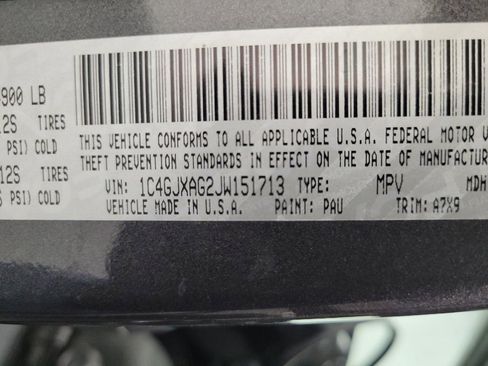 900 LB
12S TIRES
PSI) COLD
12S TIRES
PSI) COLD
THIS VEHICLE CONFORMS TO ALL APPLICABLE U.S.A. FEDERAL MOTOR
THEFT PREVENTION STANDARDS IN EFFECT ON THE DATE OF MANUFACTUR
VIN: 1C4GJXAG2JW151713 TYPE: MPV MDH
VEHICLE MADE IN U.S.A. PAINT: PAU TRIM: A7X9